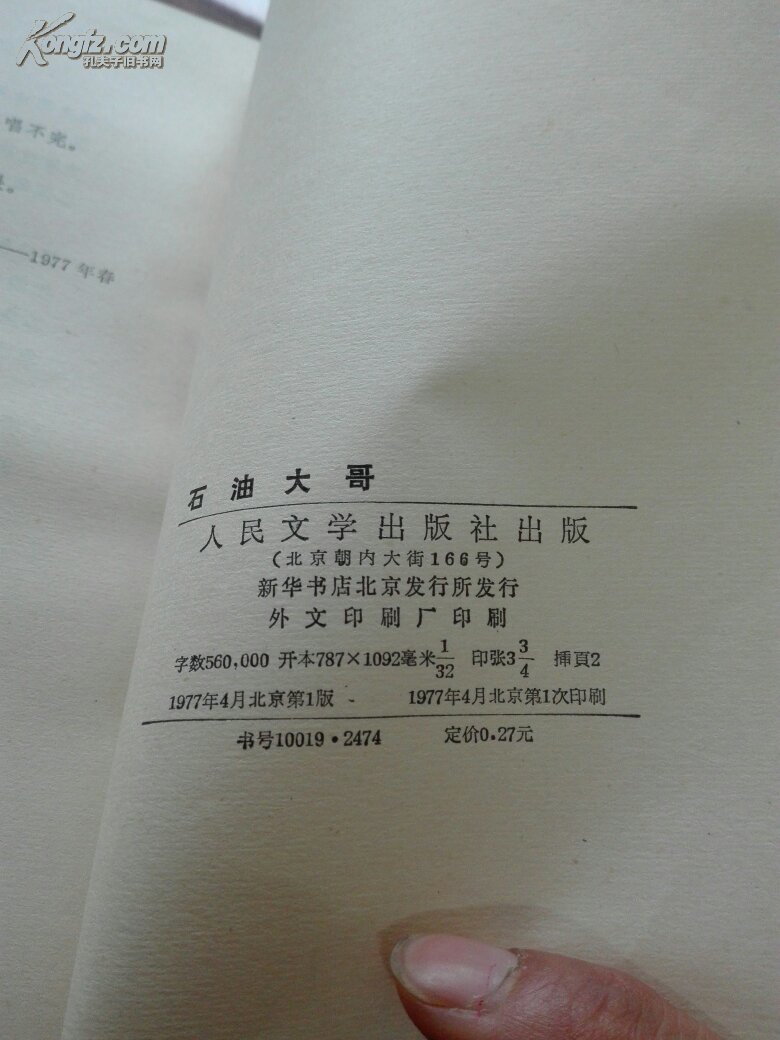 Kongfz.com
孔夫子旧书网
唱不完。
。
——1977年春
石油大哥
人民文学出版社出版
(北京朝内大街166号)
新华书店北京发行所发行
外文印刷厂印刷
字数560,000 开本787×1092毫米1/32 印张3 3/4 插頁2
1977年4月北京第1版 1977年4月北京第1次印刷
书号10019·2474 定价0.27元